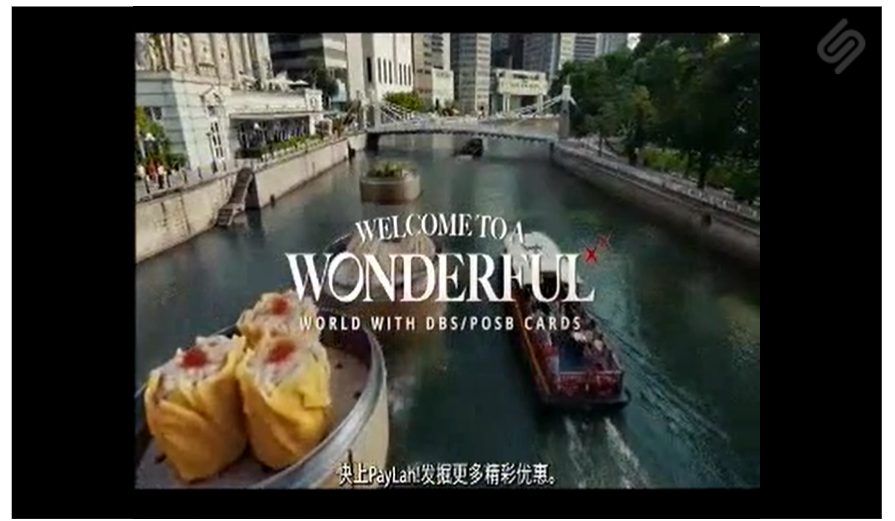 WELCOME TO A
WONDERFUL
WORLD WITH DBS/POSB CARDS
快上PayLah!发掘更多精彩优惠。